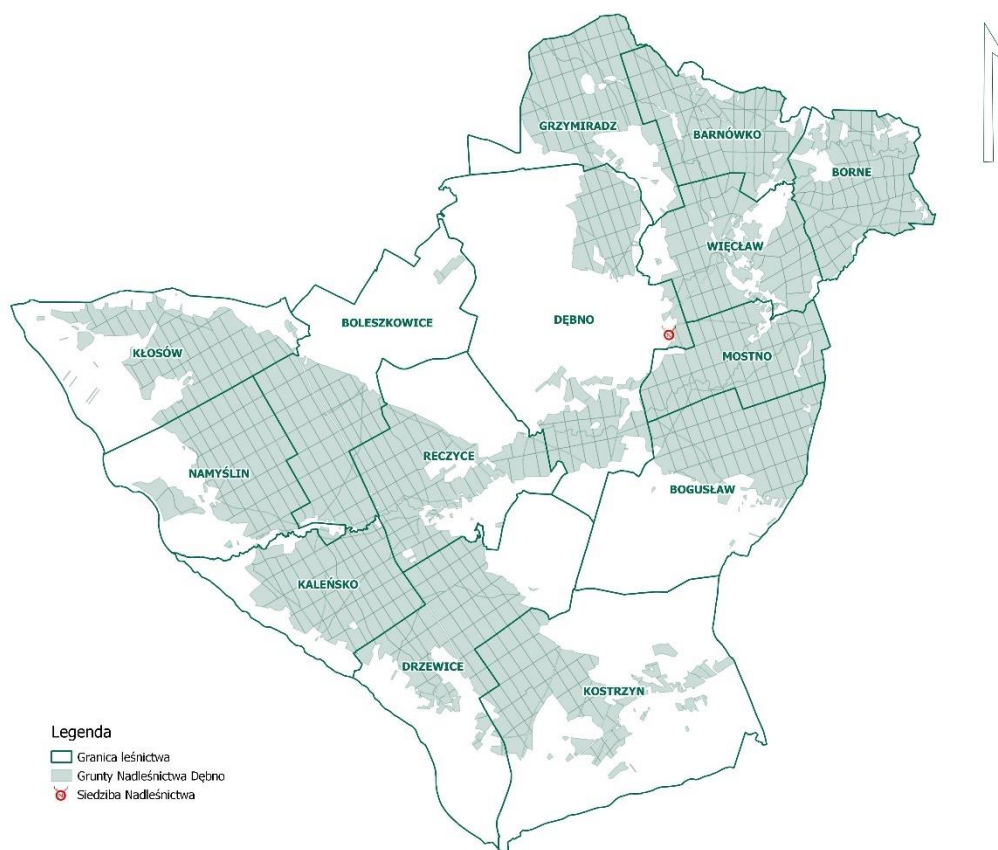 GRZYMIRADZ
BARNÓWKO
BORNE
WIĘCŁAW
DĘBNO
BOLESZKOWICE
MOSTNO
KŁOSÓW
RECZYCE
NAMYŚLIN
BOGUSŁAW
KALEŃSKO
DRZEWICE
KOSTRZYN
Legenda
Granica leśnictwa
Grunty Nadleśnictwa Dębno
Siedziba Nadleśnictwa